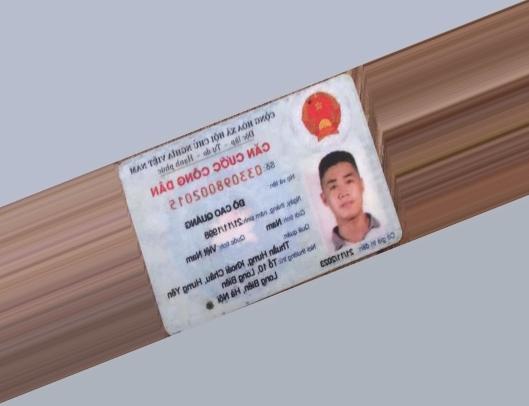 CỘNG HÒA XÃ HỘI CHỦ NGHĨA VIỆT NAM
Độc lập - Tự do - Hạnh phúc
CĂN CƯỚC CÔNG DÂN
Số: 033098002015
Họ và tên:
ĐỖ CAO QUẢNG
Ngày, tháng, năm sinh: 21/11/1998
Giới tính: Nam Quốc tịch: Việt Nam
Quê quán:
Thuần Hưng, Khoái Châu, Hưng Yên
Nơi thường trú: Tổ 10, Long Biên
Long Biên, Hà Nội
Có giá trị đến: 21/11/2023